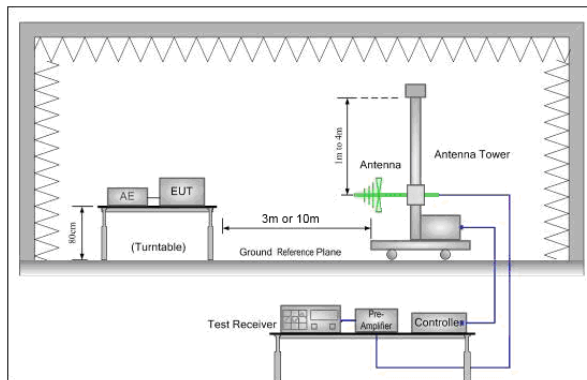 1m to 4m
Antenna
Antenna Tower
AE
EUT
80cm
(Turntable)
3m or 10m
Ground Reference Plane
Test Receiver
Pre-
Amplifier
Controller